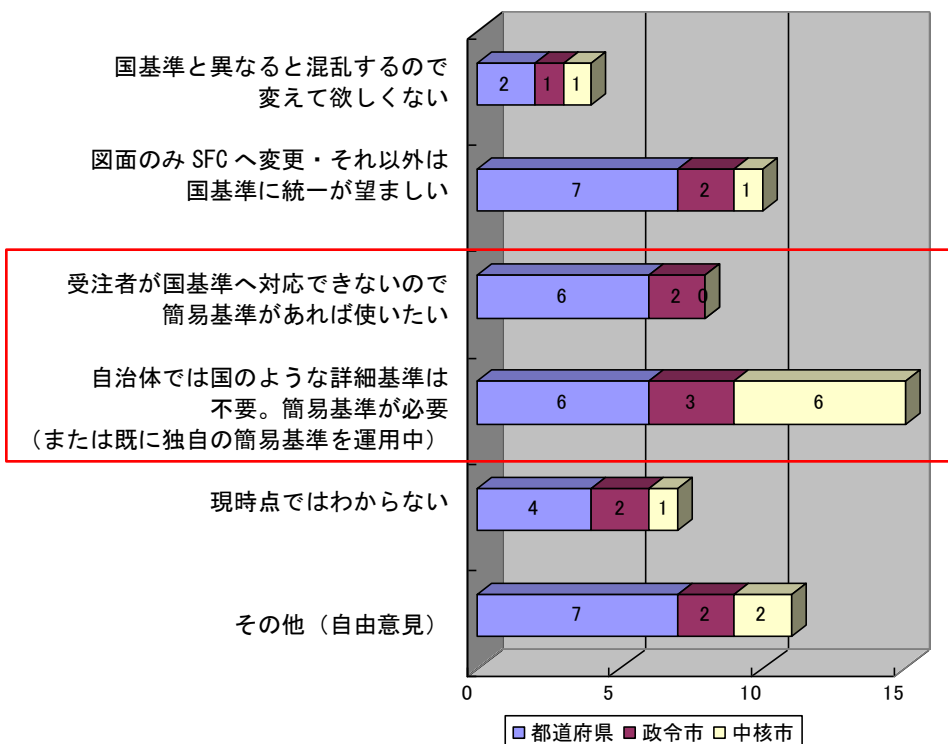 国基準と異なると混乱するので
変えて欲しくない
2 1 1
図面のみ SFC へ変更・それ以外は
国基準に統一が望ましい
7 2 1
受注者が国基準へ対応できないので
簡易基準があれば使いたい
6 2 0
自治体では国のような詳細基準は
不要。簡易基準が必要
(または既に独自の簡易基準を運用中)
6 3 6
現時点ではわからない
4 2 1
その他(自由意見)
7 2 2
0 5 10 15
都道府県 政令市 中核市